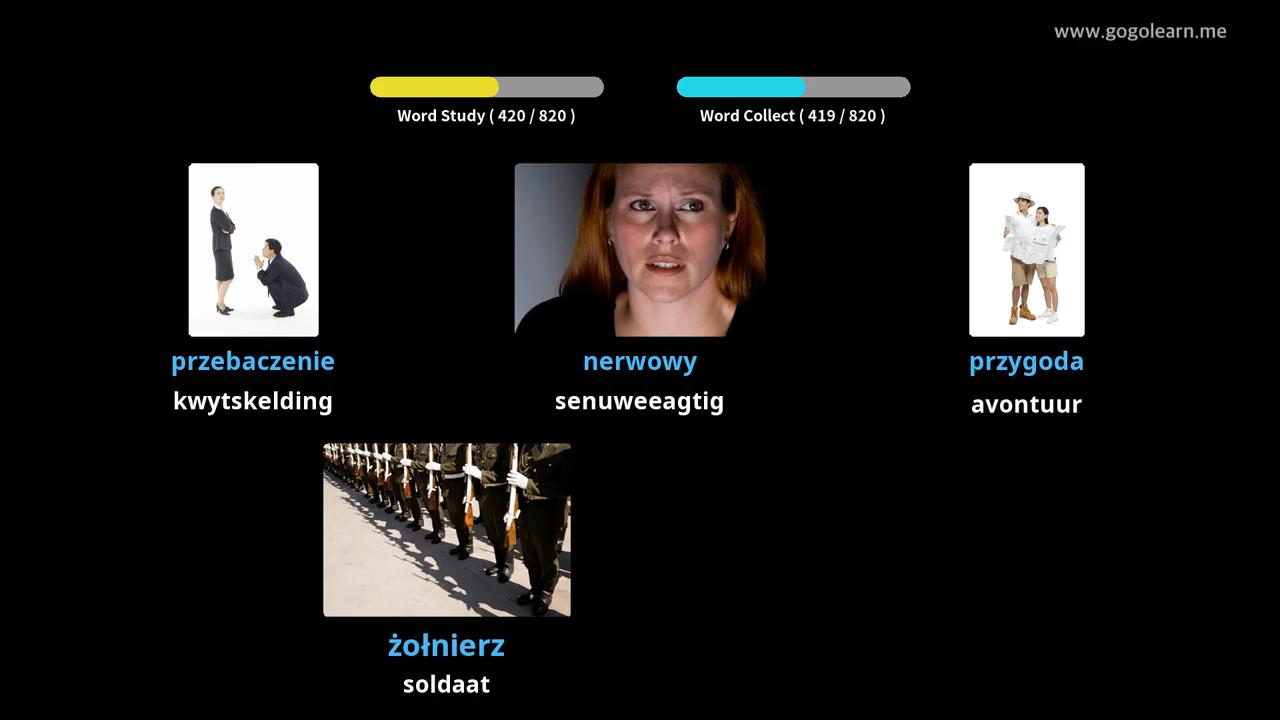 www.gogolearn.me
Word Study ( 420 / 820 )
Word Collect ( 419 / 820 )
przebaczenie
kwytskelding
nerwowy
senuweeagtig
przygoda
avontuur
żołnierz
soldaat